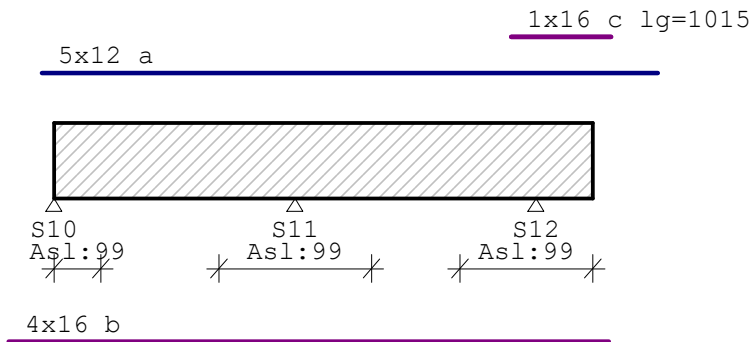 1x16 c lg=1015
5x12 a
S10 S11 S12
Asl:99 Asl:99 Asl:99
4x16 b